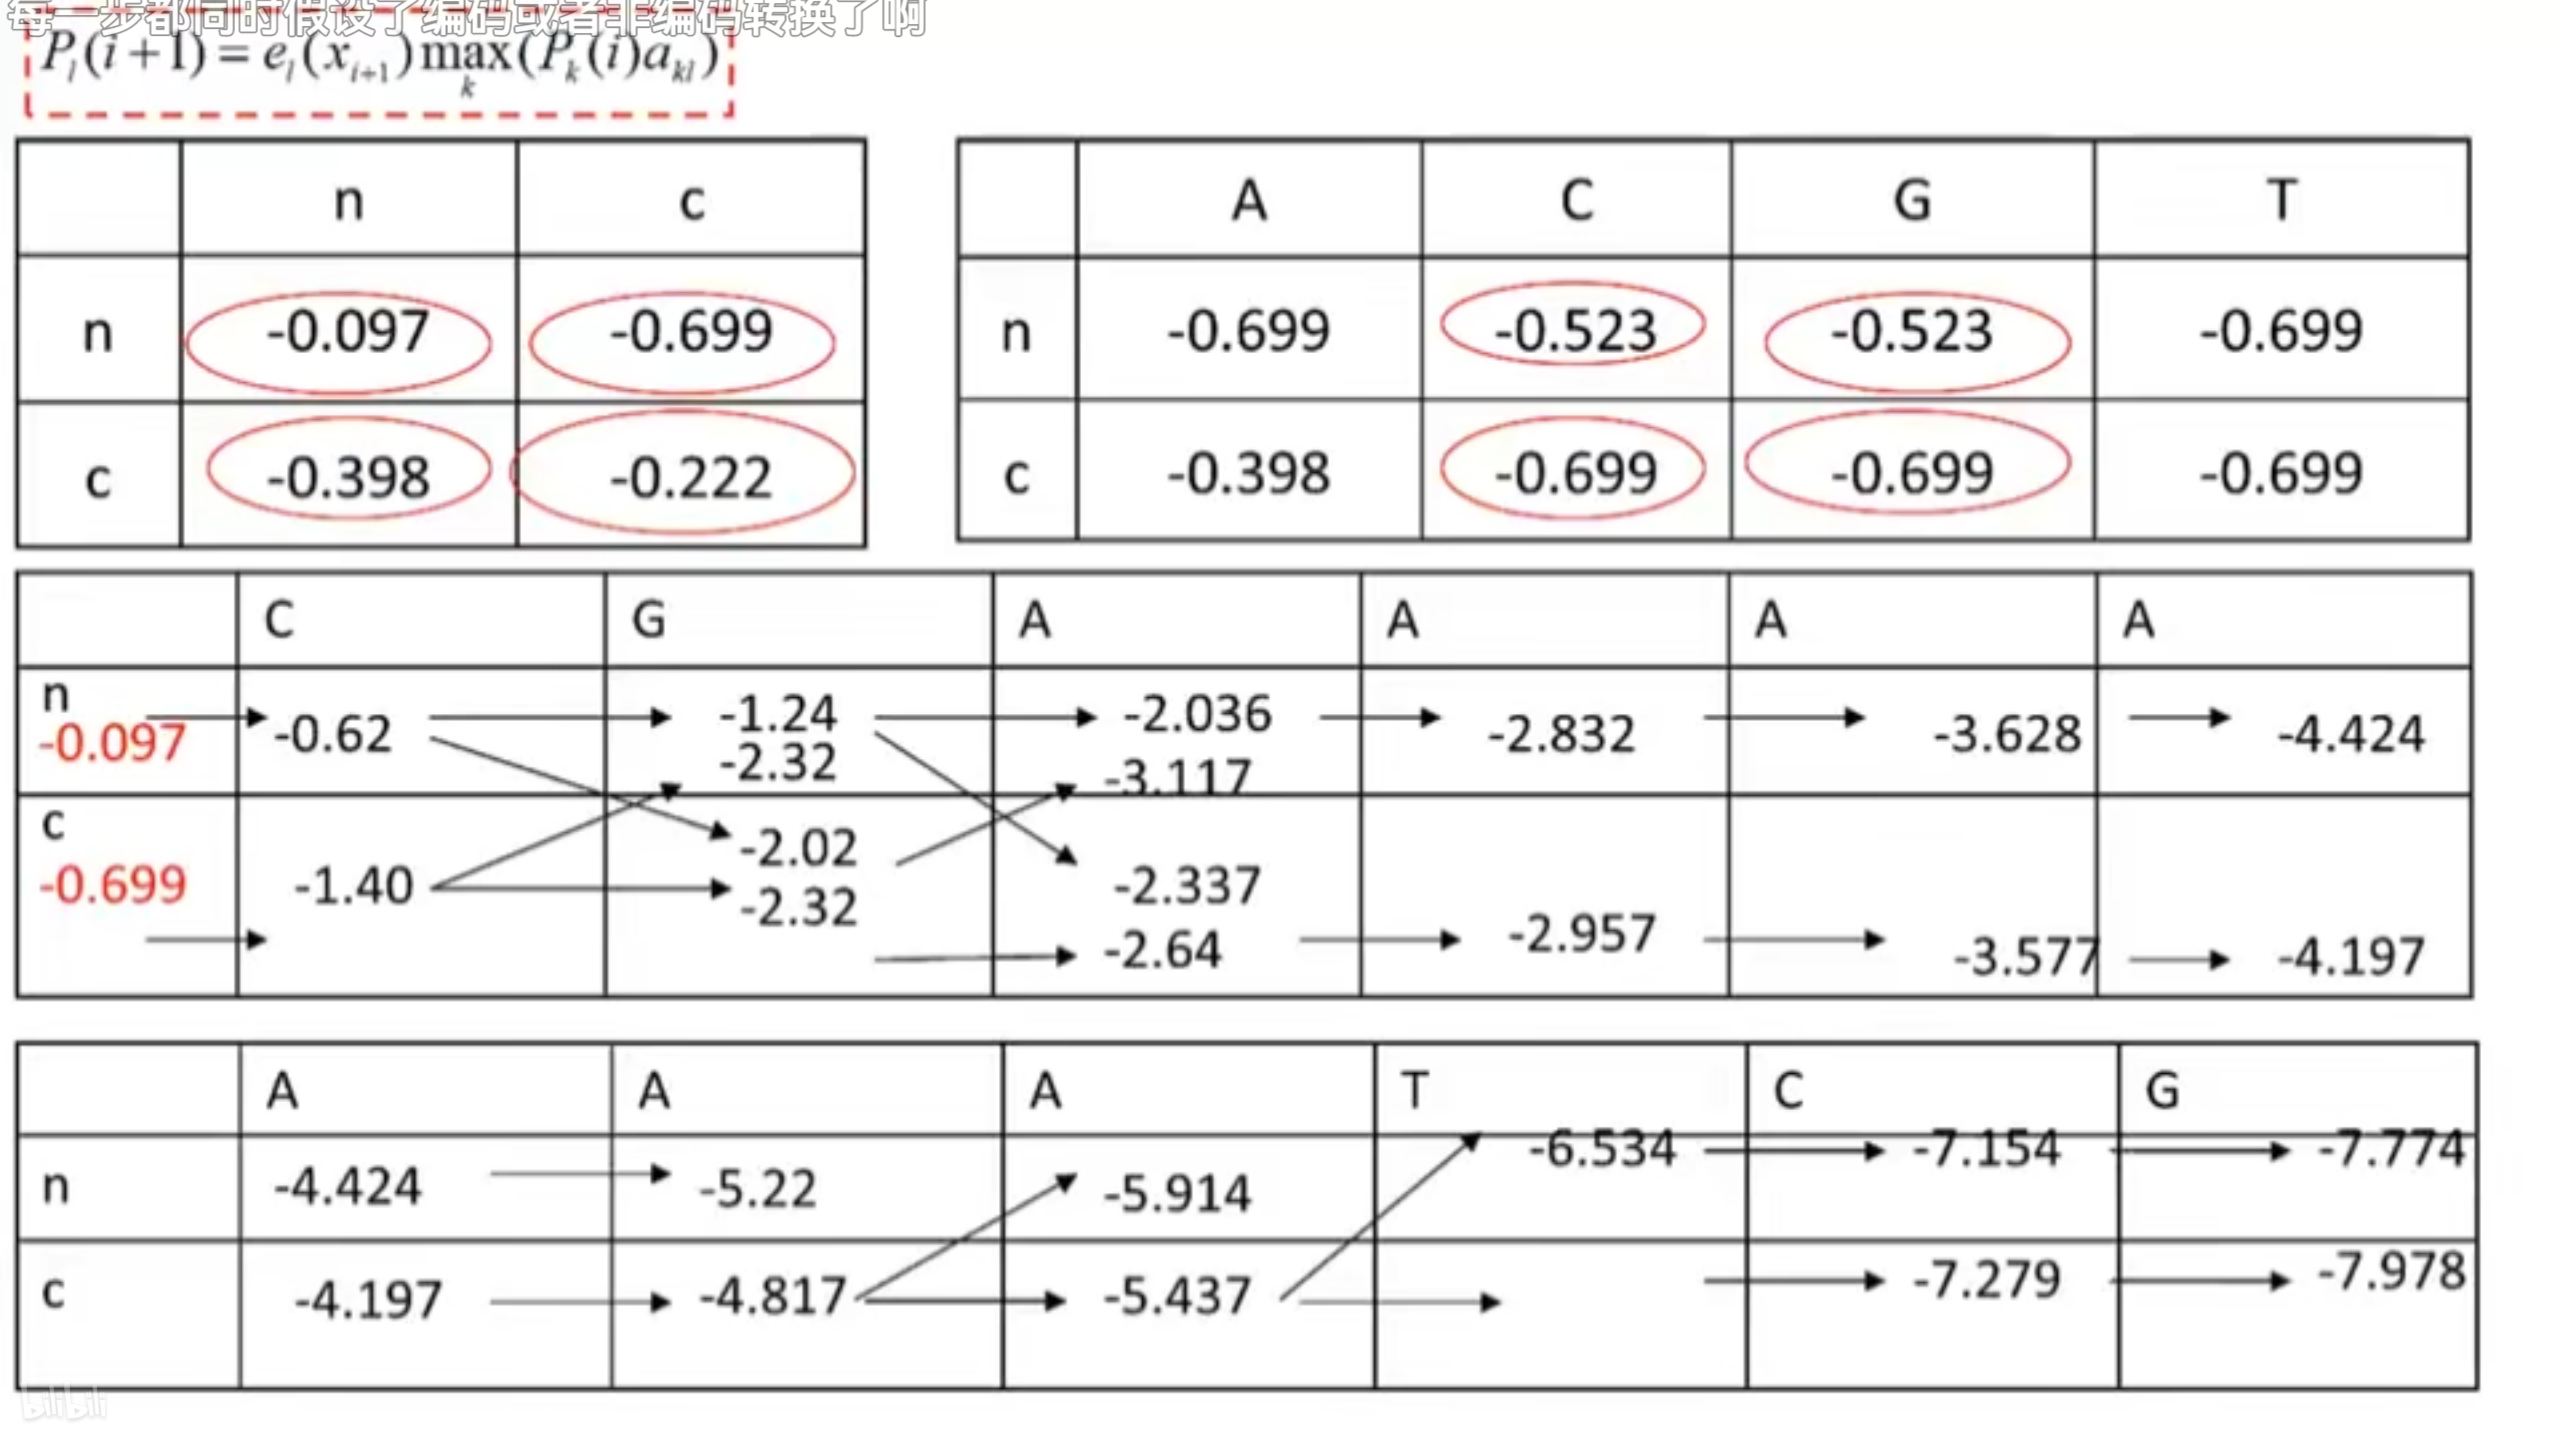 每一步都同时假设了编码或者非编码转换了啊
P_l(i+1) = e_l(x_{i+1}) max_k (P_k(i)a_{kl})
n c
n -0.097 -0.699
c -0.398 -0.222
A C G T
n -0.699 -0.523 -0.523 -0.699
c -0.398 -0.699 -0.699 -0.699
C G A A A A
n
-0.097
-0.62 -1.24 -2.036 -2.832 -3.628 -4.424
-2.32 -3.117
c
-0.699
-2.02
-1.40 -2.337
-2.32 -2.64 -2.957 -3.577 -4.197
A A A T C G
n -4.424 -5.22 -5.914 -6.534 -7.154 -7.774
c -4.197 -4.817 -5.437 -7.279 -7.978
bilibili